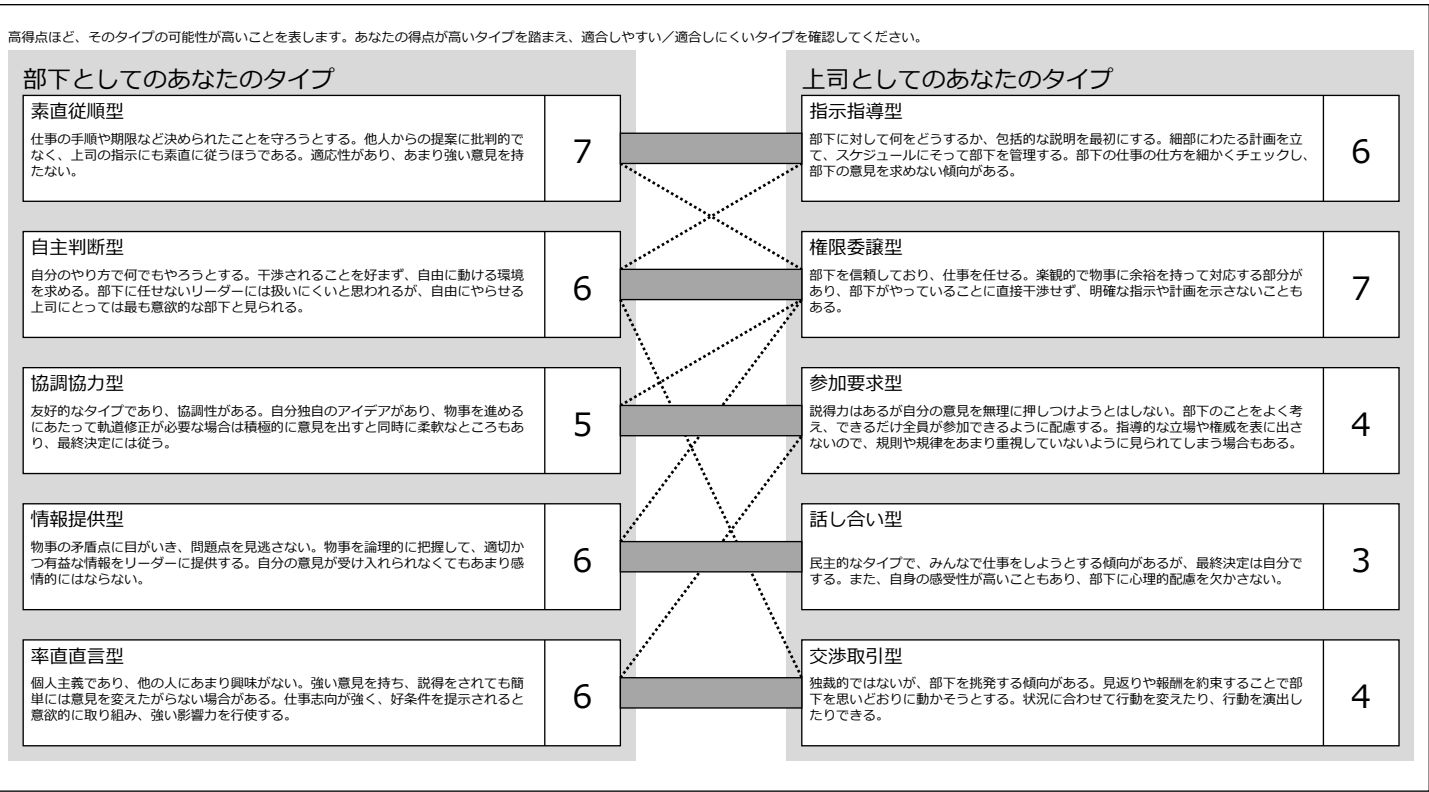 高得点ほど、そのタイプの可能性が高いことを表します。あなたの得点が高いタイプを踏まえ、適合しやすい／適合しにくいタイプを確認してください。
部下としてのあなたのタイプ
素直従順型
仕事の手順や期限など決められたことを守ろうとする。他人からの提案に批判的で
なく、上司の指示にも素直に従うほうである。適応性があり、あまり強い意見を持
たない。
7
自主判断型
自分のやり方で何でもやろうとする。干渉されることを好まず、自由に動ける環境
を求める。部下に任せないリーダーには扱いにくいと思われるが、自由にやらせる
上司にとっては最も意欲的な部下と見られる。
6
協調協力型
友好的なタイプであり、協調性がある。自分独自のアイデアがあり、物事を進める
にあたって軌道修正が必要な場合は積極的に意見を出すと同時に柔軟なところもあ
り、最終決定には従う。
5
情報提供型
物事の矛盾点に目がいき、問題点を見逃さない。物事を論理的に把握して、適切か
つ有益な情報をリーダーに提供する。自分の意見が受け入れられなくてもあまり感
情的にはならない。
6
率直直言型
個人主義であり、他の人にあまり興味がない。強い意見を持ち、説得をされても簡
単には意見を変えたがらない場合がある。仕事志向が強く、好条件を提示されると
意欲的に取り組み、強い影響力を行使する。
6
上司としてのあなたのタイプ
指示指導型
部下に対して何をどうするか、包括的な説明を最初にする。細部にわたる計画を立
て、スケジュールにそって部下を管理する。部下の仕事の仕方を細かくチェックし、
部下の意見を求めない傾向がある。
6
権限委譲型
部下を信頼しており、仕事を任せる。楽観的で物事に余裕を持って対応する部分が
あり、部下がやっていることに直接干渉せず、明確な指示や計画を示さないことも
ある。
7
参加要求型
説得力はあるが自分の意見を無理に押しつけようとはしない。部下のことをよく考
え、できるだけ全員が参加できるように配慮する。指導的な立場や権威を表に出さ
ないので、規則や規律をあまり重視していないように見られてしまう場合もある。
4
話し合い型
民主的なタイプで、みんなで仕事をしようとする傾向があるが、最終決定は自分で
する。また、自身の感受性が高いこともあり、部下に心理的配慮を欠かさない。
3
交渉取引型
独裁的ではないが、部下を挑発する傾向がある。見返りや報酬を約束することで部
下を思いどおりに動かそうとする。状況に合わせて行動を変えたり、行動を演出し
たりできる。
4